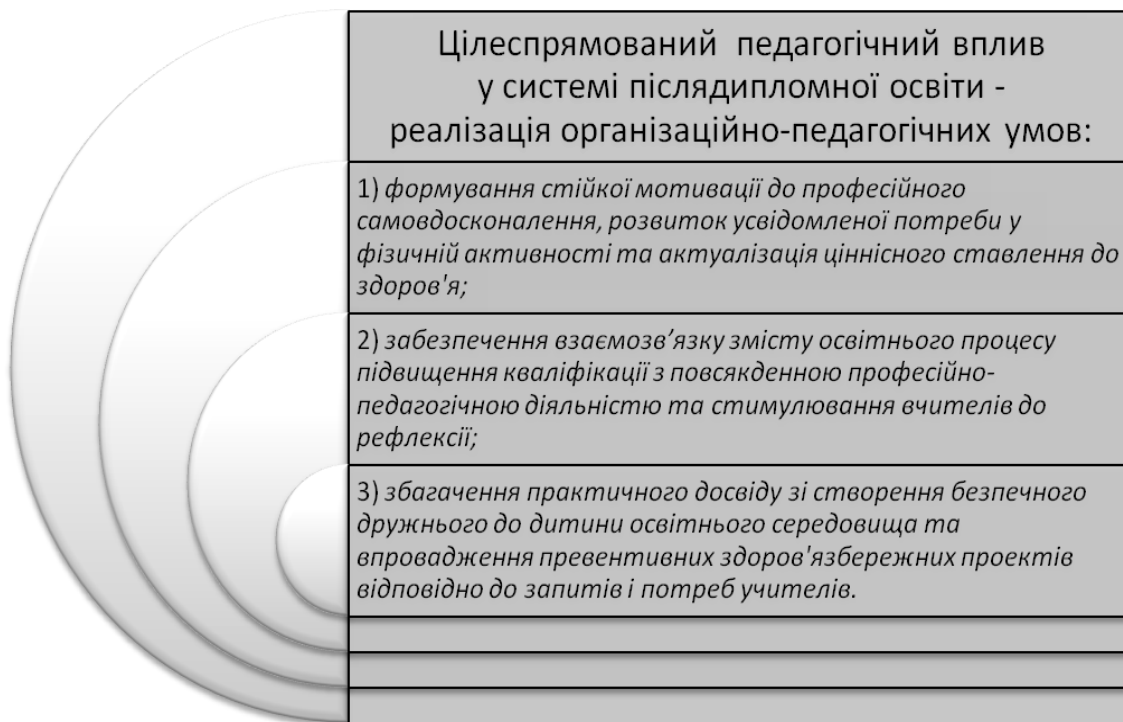 Цілеспрямований педагогічний вплив
у системі післядипломної освіти -
реалізація організаційно-педагогічних умов:
1) формування стійкої мотивації до професійного
самовдосконалення, розвиток усвідомленої потреби у
фізичній активності та актуалізація ціннісного ставлення до
здоров'я;
2) забезпечення взаємозв’язку змісту освітнього процесу
підвищення кваліфікації з повсякденною професійно-
педагогічною діяльністю та стимулювання вчителів до
рефлексії;
3) збагачення практичного досвіду зі створення безпечного
дружнього до дитини освітнього середовища та
впровадження превентивних здоров'язбережних проектів
відповідно до запитів і потреб учителів.